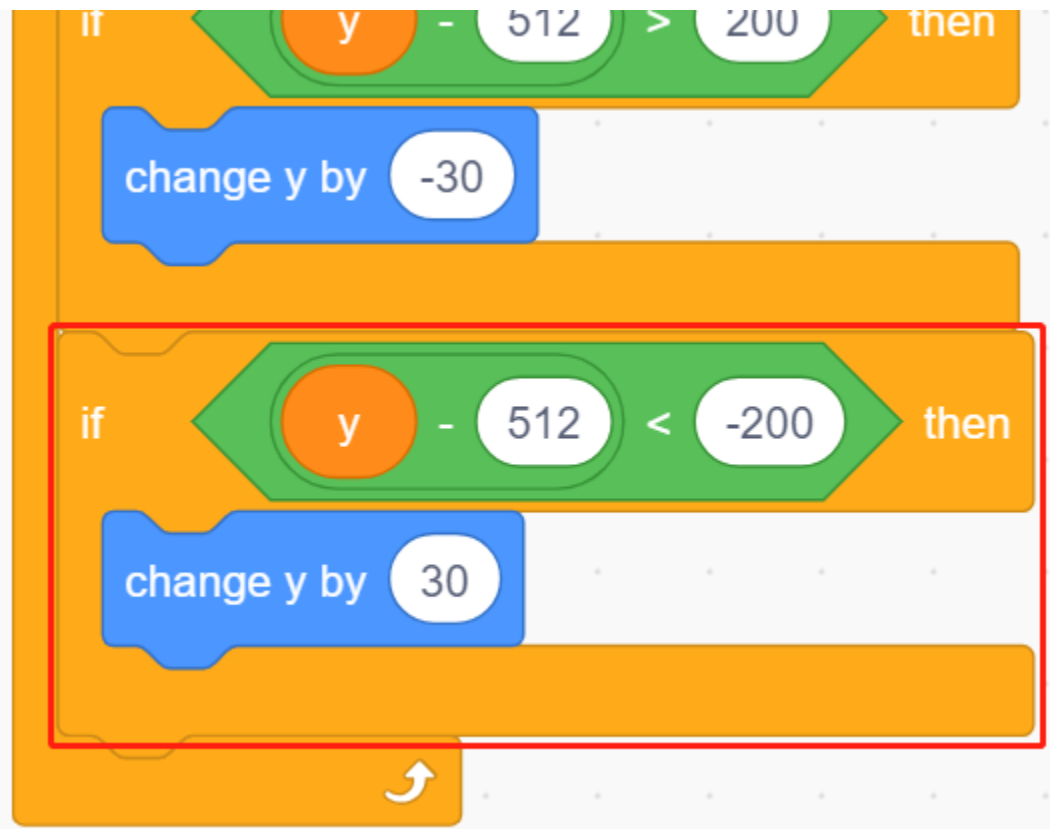 if y - 512 > 200 then
change y by -30
if y - 512 < -200 then
change y by 30